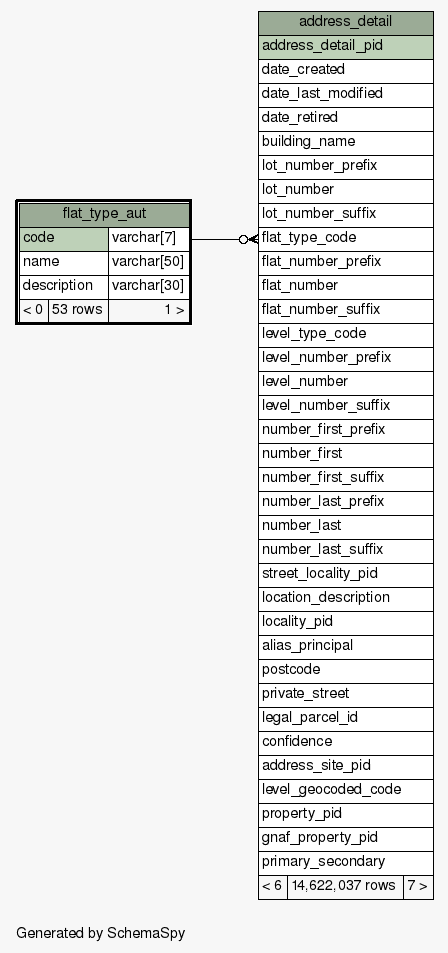 flat_type_aut
code varchar[7]
name varchar[50]
description varchar[30]
< 0 53 rows 1 >
address_detail
address_detail_pid
date_created
date_last_modified
date_retired
building_name
lot_number_prefix
lot_number
lot_number_suffix
flat_type_code
flat_number_prefix
flat_number
flat_number_suffix
level_type_code
level_number_prefix
level_number
level_number_suffix
number_first_prefix
number_first
number_first_suffix
number_last_prefix
number_last
number_last_suffix
street_locality_pid
location_description
locality_pid
alias_principal
postcode
private_street
legal_parcel_id
confidence
address_site_pid
level_geocoded_code
property_pid
gnaf_property_pid
primary_secondary
< 6 14,622,037 rows 7 >
Generated by SchemaSpy